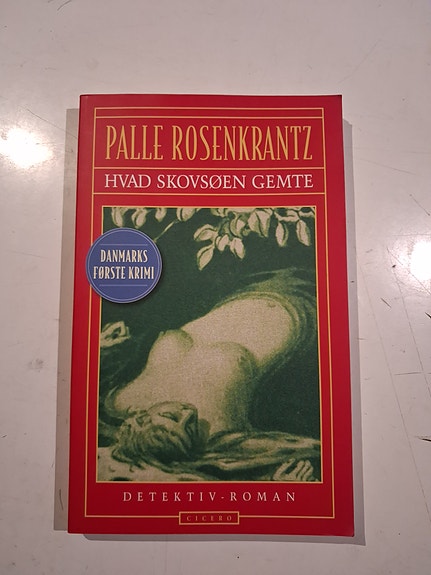 PALLE ROSENKRANTZ
HVAD SKOVSØEN GEMTE
DANMARKS
FØRSTE KRIMI
DETEKTIV-ROMAN
CICERO